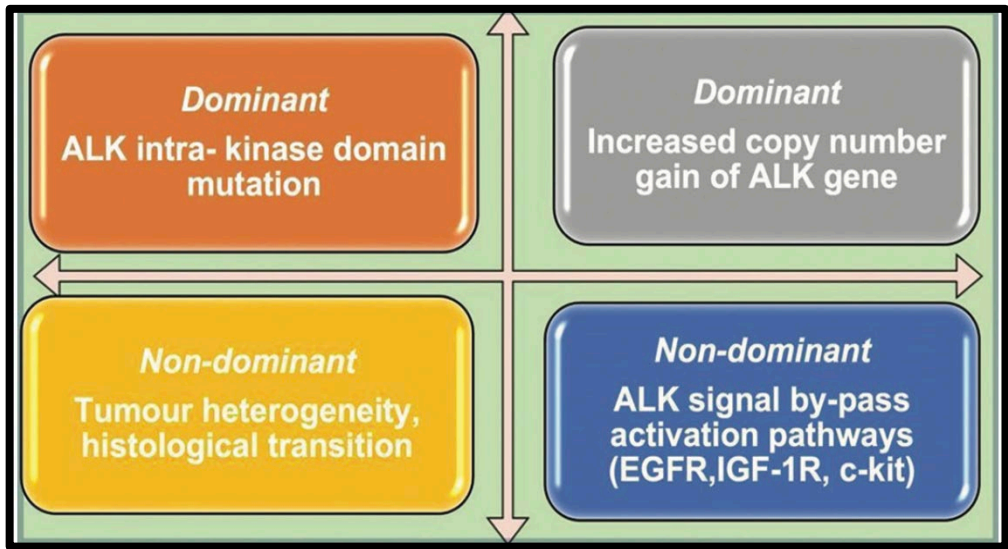 Dominant
ALK intra- kinase domain
mutation
Dominant
Increased copy number
gain of ALK gene
Non-dominant
Tumour heterogeneity,
histological transition
Non-dominant
ALK signal by-pass
activation pathways
(EGFR,IGF-1R, c-kit)